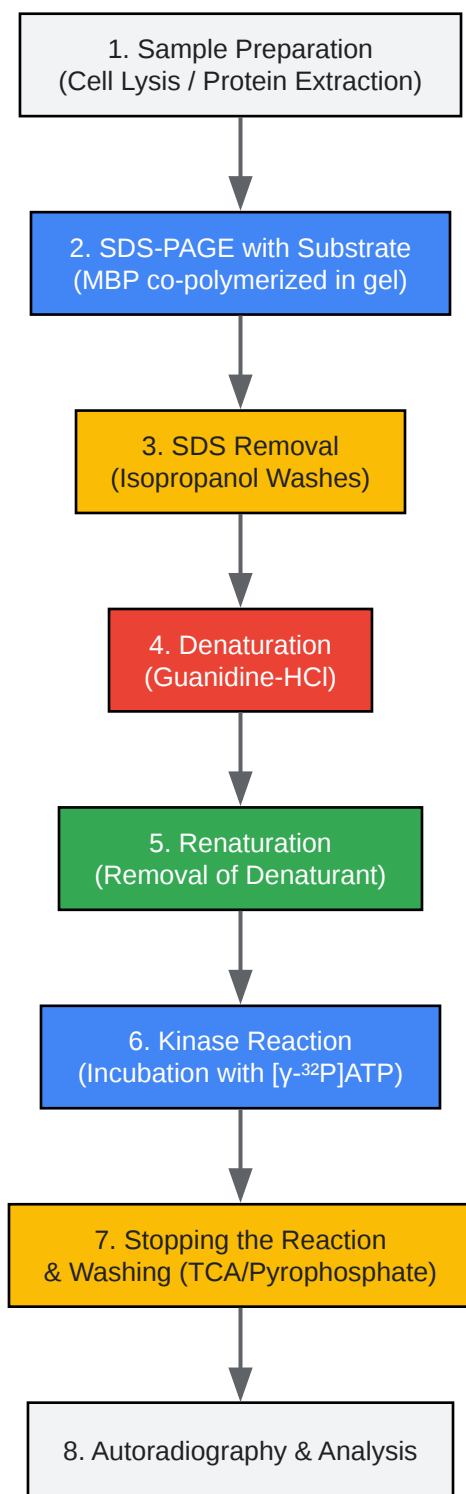 1. Sample Preparation
(Cell Lysis / Protein Extraction)
2. SDS-PAGE with Substrate
(MBP co-polymerized in gel)
3. SDS Removal
(Isopropanol Washes)
4. Denaturation
(Guanidine-HCl)
5. Renaturation
(Removal of Denaturant)
6. Kinase Reaction
(Incubation with [γ-³²P]ATP)
7. Stopping the Reaction
& Washing (TCA/Pyrophosphate)
8. Autoradiography & Analysis